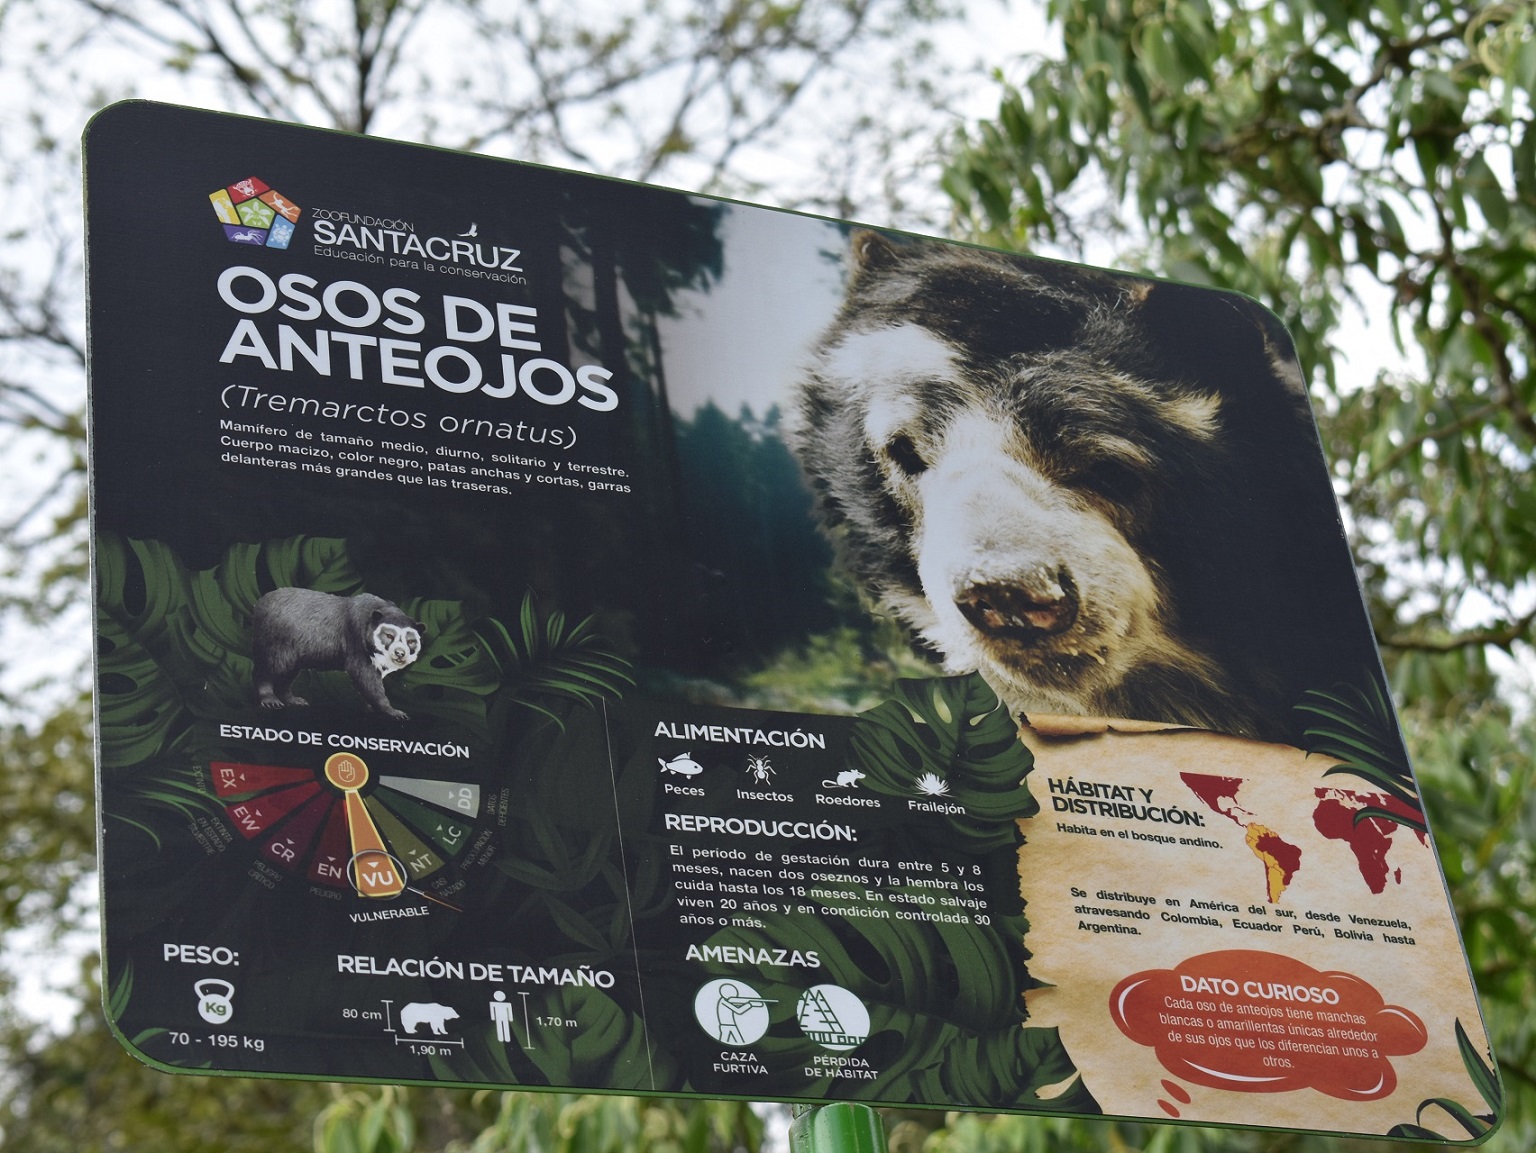 ZOOFUNDACIÓN
SANTACRUZ
Educación para la conservación
OSOS DE
ANTEOJOS
(Tremarctos ornatus)
Mamífero de tamaño medio, diurno, solitario y terrestre.
Cuerpo macizo, color negro, patas anchas y cortas, garras
delanteras más grandes que las traseras.
ESTADO DE CONSERVACIÓN
EX
EW
CR
EN
VU
NT
LC
DD
VULNERABLE
PESO:
Kg
70 - 195 kg
RELACIÓN DE TAMAÑO
80 cm
1,90 m
1,70 m
ALIMENTACIÓN
Peces
Insectos
Roedores
Frailejón
REPRODUCCIÓN:
El período de gestación dura entre 5 y 8
meses, nacen dos oseznos y la hembra los
cuida hasta los 18 meses. En estado salvaje
viven 20 años y en condición controlada 30
años o más.
AMENAZAS
CAZA
FURTIVA
PÉRDIDA
DE HÁBITAT
HÁBITAT Y
DISTRIBUCIÓN:
Habita en el bosque andino.
Se distribuye en América del sur, desde Venezuela,
atravesando Colombia, Ecuador Perú, Bolivia hasta
Argentina.
DATO CURIOSO
Cada oso de anteojos tiene manchas
blancas o amarillentas únicas alrededor
de sus ojos que los diferencian unos a
otros.